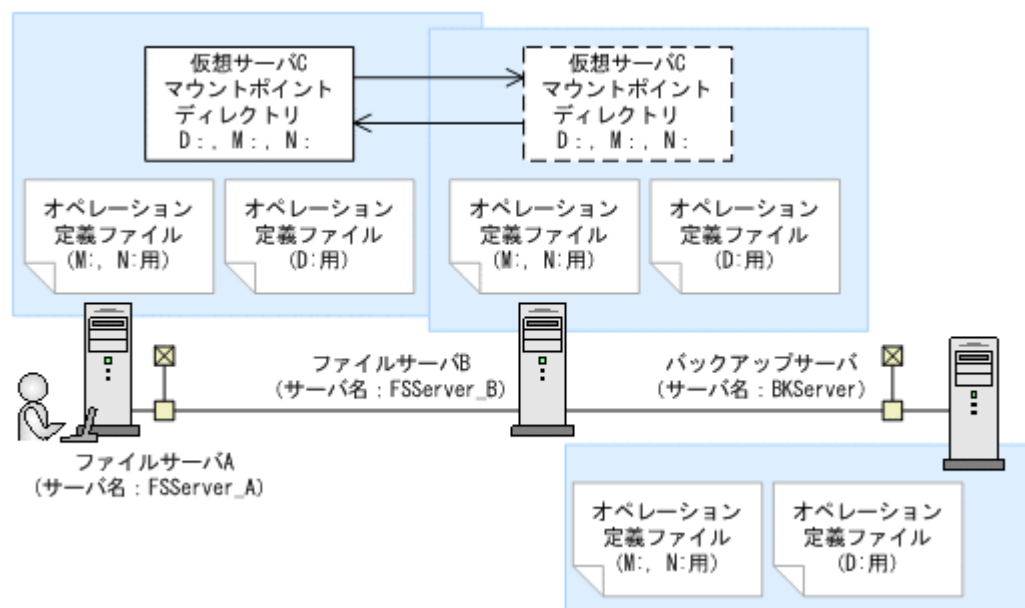 仮想サーバC
マウントポイント
ディレクトリ
D:, M:, N:
仮想サーバC
マウントポイント
ディレクトリ
D:, M:, N:
オペレーション
定義ファイル
(M:, N:用)
オペレーション
定義ファイル
(D:用)
オペレーション
定義ファイル
(M:, N:用)
オペレーション
定義ファイル
(D:用)
ファイルサーバB
(サーバ名:FSServer_B)
バックアップサーバ
(サーバ名:BKServer)
ファイルサーバA
(サーバ名:FSServer_A)
オペレーション
定義ファイル
(M:, N:用)
オペレーション
定義ファイル
(D:用)